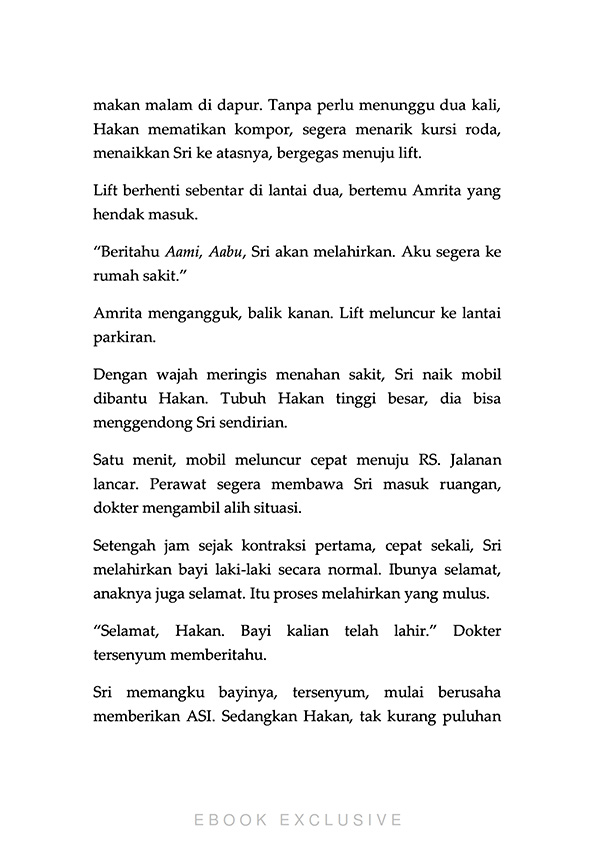 makan malam di dapur. Tanpa perlu menunggu dua kali,
Hakan mematikan kompor, segera menarik kursi roda,
menaikkan Sri ke atasnya, bergegas menuju lift.
Lift berhenti sebentar di lantai dua, bertemu Amrita yang
hendak masuk.
“Beritahu Aami, Aabu, Sri akan melahirkan. Aku segera ke
rumah sakit.”
Amrita mengangguk, balik kanan. Lift meluncur ke lantai
parkiran.
Dengan wajah meringis menahan sakit, Sri naik mobil
dibantu Hakan. Tubuh Hakan tinggi besar, dia bisa
menggendong Sri sendirian.
Satu menit, mobil meluncur cepat menuju RS. Jalanan
lancar. Perawat segera membawa Sri masuk ruangan,
dokter mengambil alih situasi.
Setengah jam sejak kontraksi pertama, cepat sekali, Sri
melahirkan bayi laki-laki secara normal. Ibunya selamat,
anaknya juga selamat. Itu proses melahirkan yang mulus.
“Selamat, Hakan. Bayi kalian telah lahir.” Dokter
tersenyum memberitahu.
Sri memangku bayinya, tersenyum, mulai berusaha
memberikan ASI. Sedangkan Hakan, tak kurang puluhan
EBOOK EXCLUSIVE